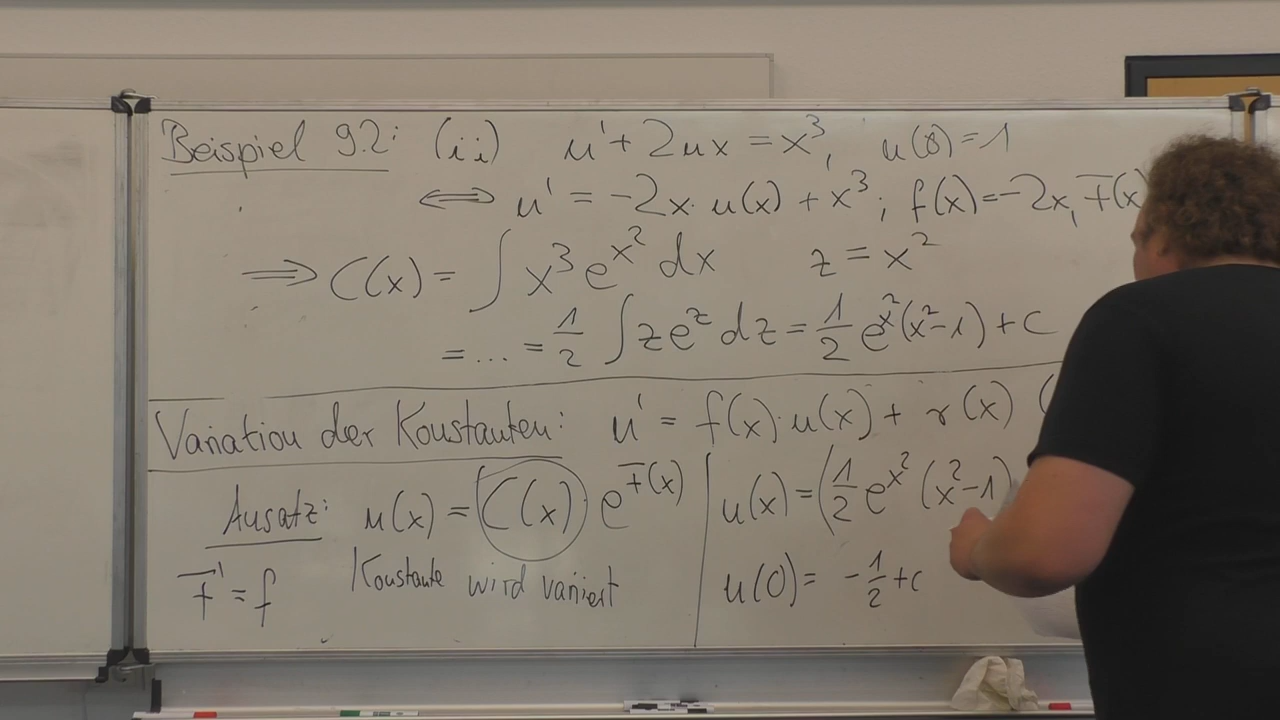 Beispiel 9.2: (ii) u' + 2ux = x³, u(0) = 1
⟺ u' = -2x · u(x) + x³; f(x) = -2x, F(x)
⟹ C(x) = ∫ x³ e^{x²} dx z = x²
= ... = 1/2 ∫ z e^z dz = 1/2 e^{x²} (x²-1) + c
Variation der Konstanten: u' = f(x) · u(x) + r(x) (
Ansatz: u(x) = C(x) e^{F(x)}
F' = f Konstante wird variiert
u(x) = (1/2 e^{x²} (x²-1)
u(0) = -1/2 + c